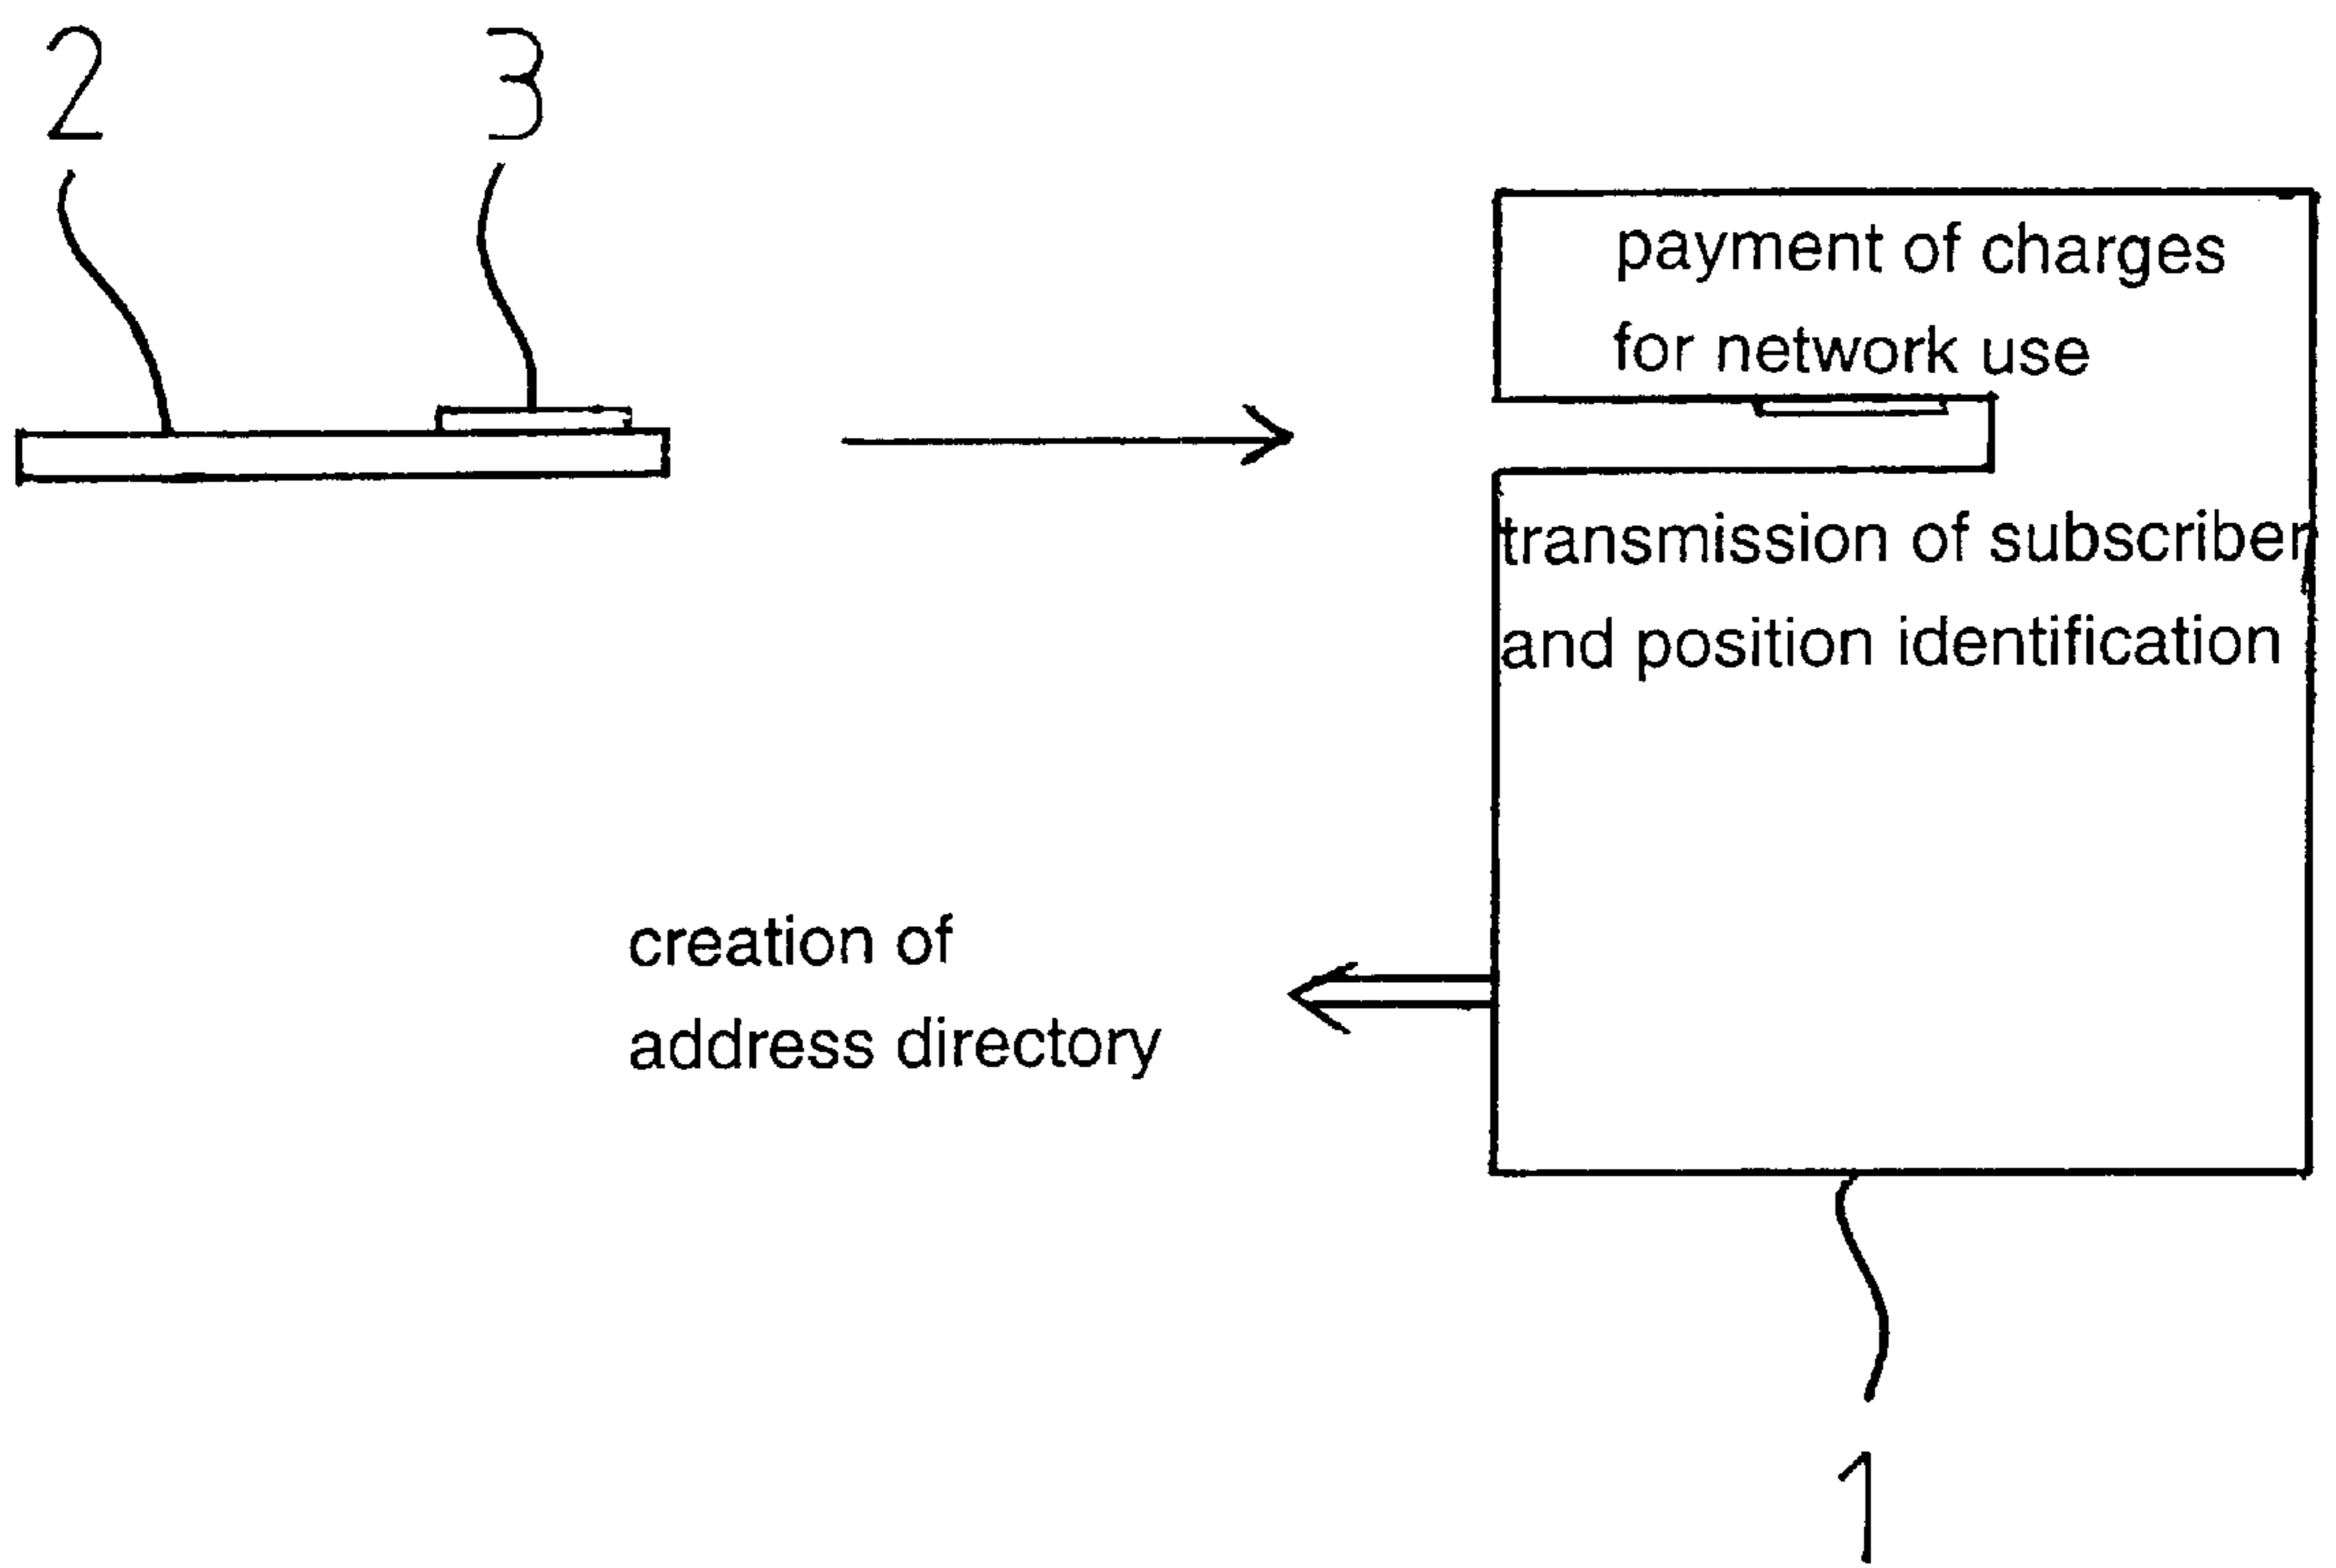 2
3
payment of charges
for network use
transmission of subscriber
and position identification
creation of
address directory
1